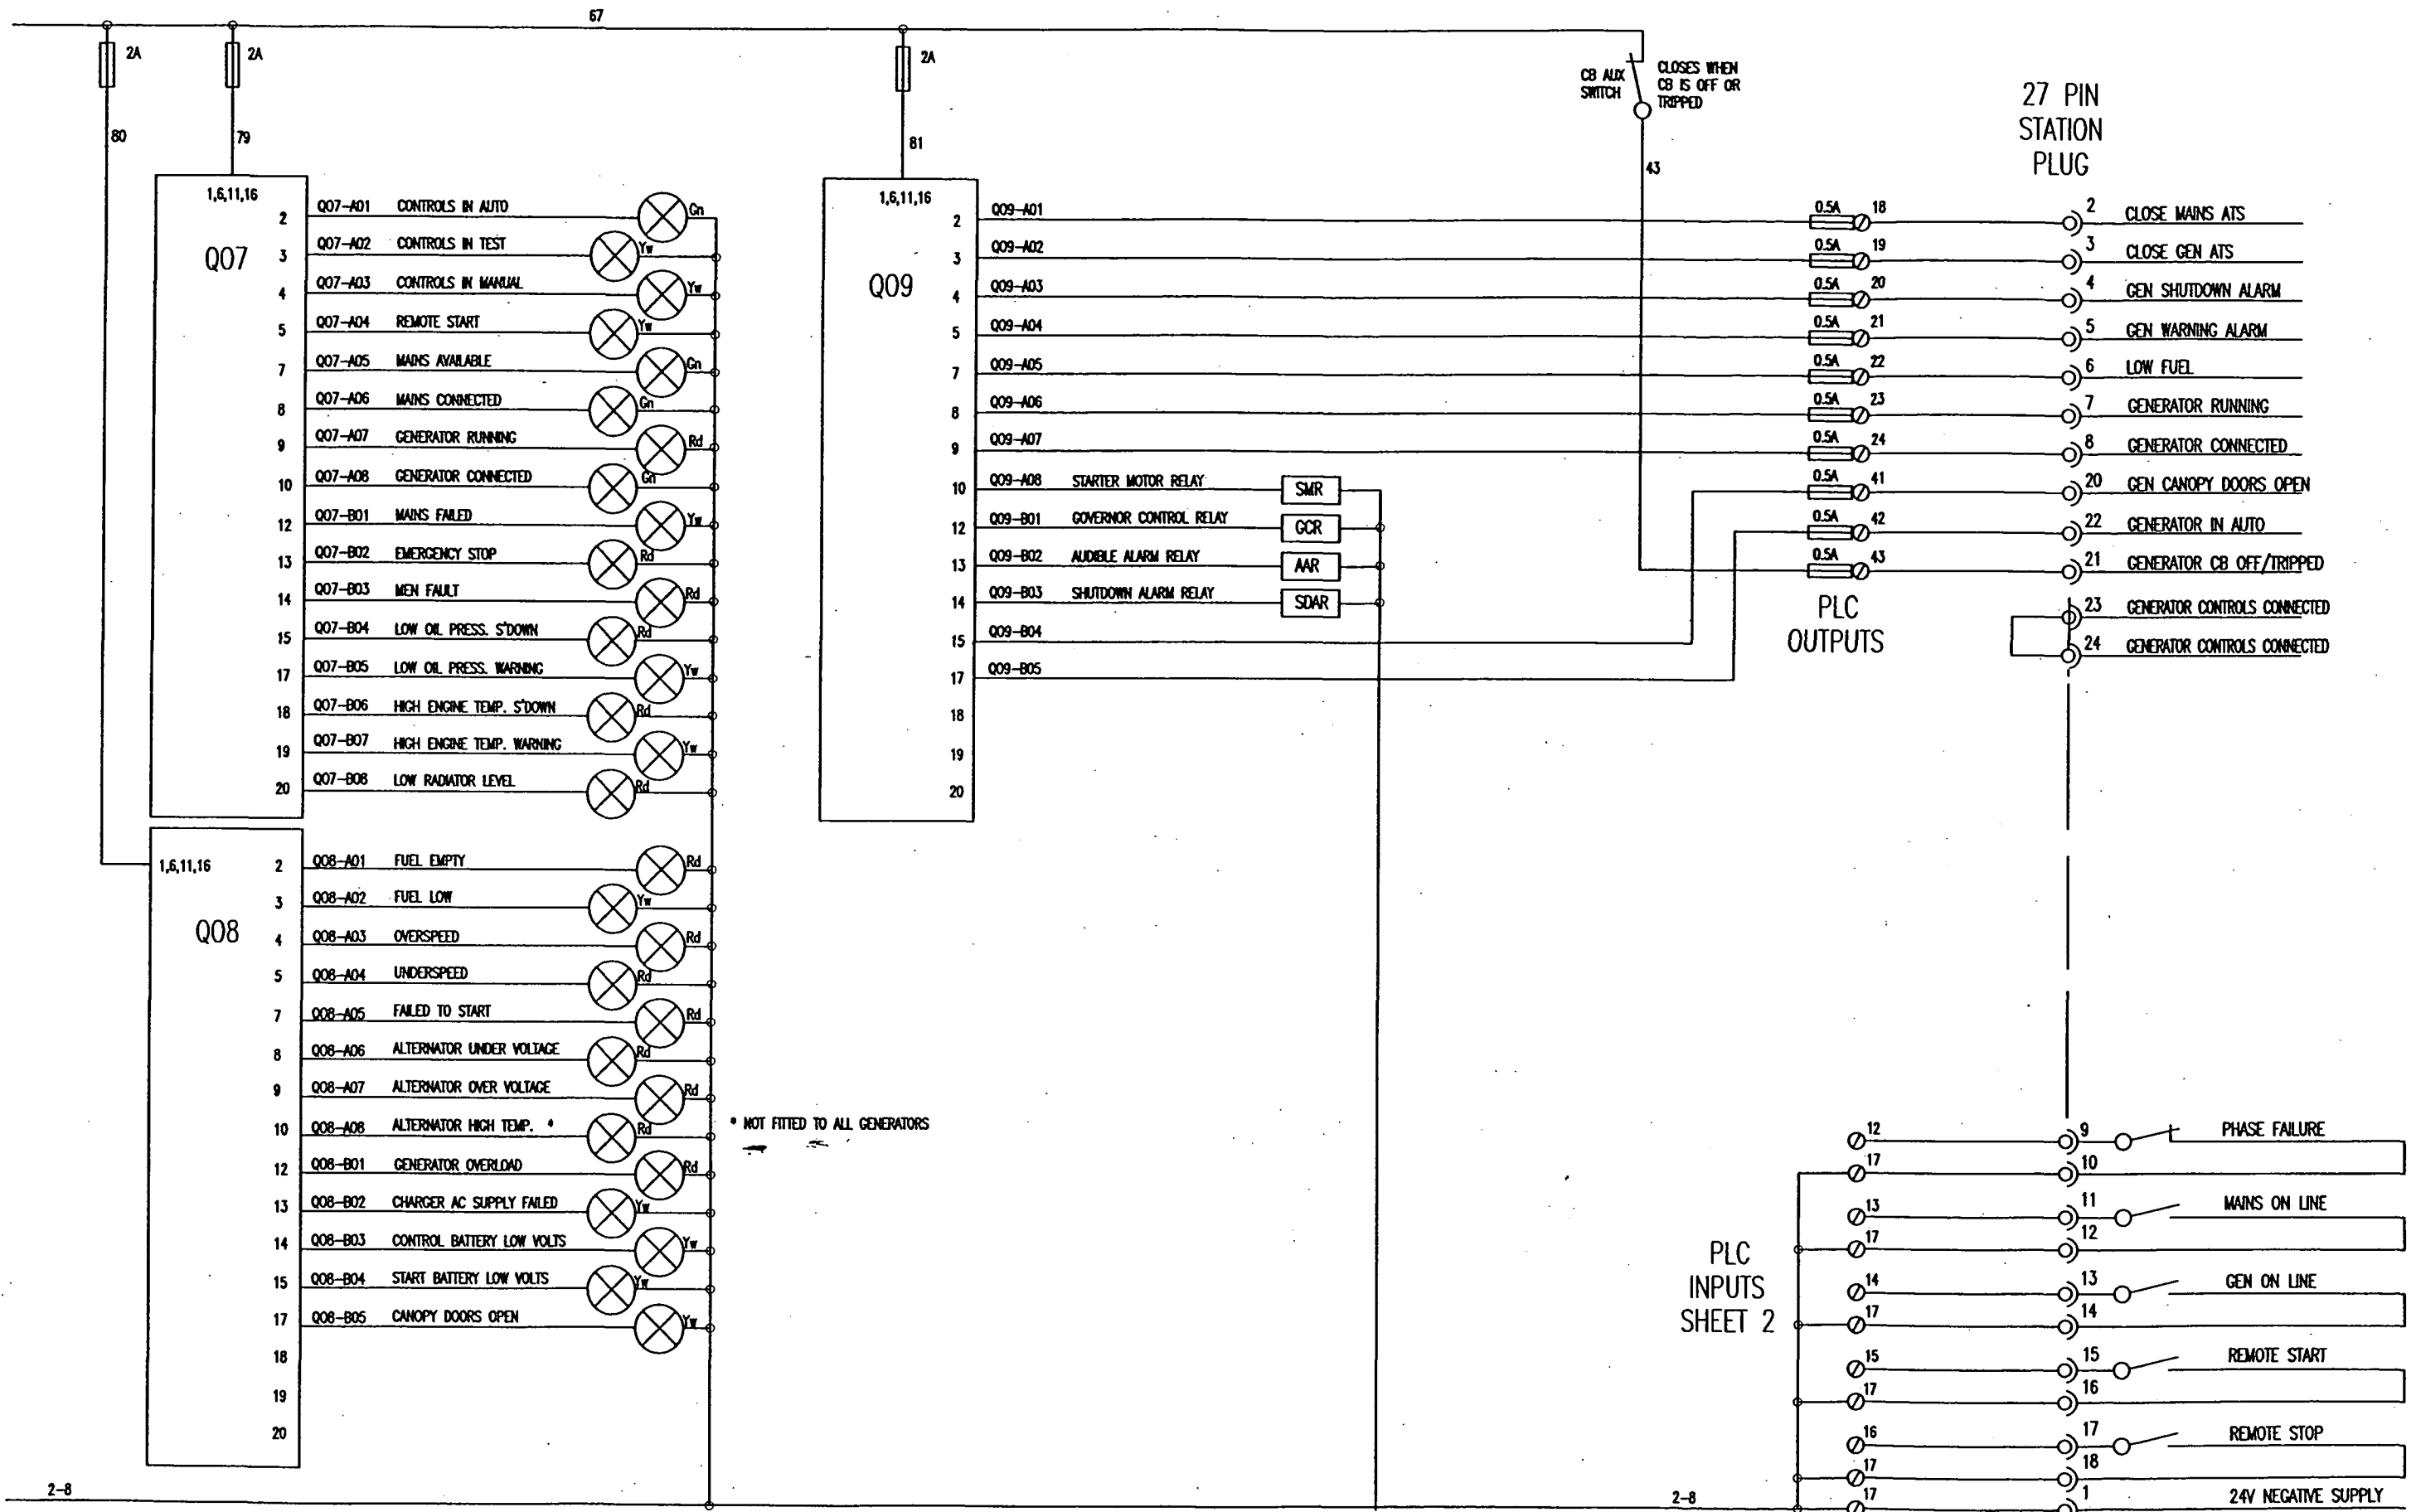 67
2A
2A
2A
80
79
81
CB AUX
SWITCH
CLOSES WHEN
CB IS OFF OR
TRIPPED
43
27 PIN
STATION
PLUG
1,6,11,16
Q07
2 Q07-A01 CONTROLS IN AUTO Gn
3 Q07-A02 CONTROLS IN TEST Yw
4 Q07-A03 CONTROLS IN MANUAL Yw
5 Q07-A04 REMOTE START Yw
7 Q07-A05 MAINS AVAILABLE Gn
8 Q07-A06 MAINS CONNECTED Gn
9 Q07-A07 GENERATOR RUNNING Rd
10 Q07-A08 GENERATOR CONNECTED Gn
12 Q07-B01 MAINS FAILED Yw
13 Q07-B02 EMERGENCY STOP Rd
14 Q07-B03 MEN FAULT Rd
15 Q07-B04 LOW OIL PRESS. S'DOWN Rd
17 Q07-B05 LOW OIL PRESS. WARNING Yw
18 Q07-B06 HIGH ENGINE TEMP. S'DOWN Rd
19 Q07-B07 HIGH ENGINE TEMP. WARNING Yw
20 Q07-B08 LOW RADIATOR LEVEL Rd
1,6,11,16
Q08
2 Q08-A01 FUEL EMPTY Rd
3 Q08-A02 FUEL LOW Yw
4 Q08-A03 OVERSPEED Rd
5 Q08-A04 UNDERSPEED Rd
7 Q08-A05 FAILED TO START Rd
8 Q08-A06 ALTERNATOR UNDER VOLTAGE Rd
9 Q08-A07 ALTERNATOR OVER VOLTAGE Rd
10 Q08-A08 ALTERNATOR HIGH TEMP. * Rd
* NOT FITTED TO ALL GENERATORS
12 Q08-B01 GENERATOR OVERLOAD Rd
13 Q08-B02 CHARGER AC SUPPLY FAILED Yw
14 Q08-B03 CONTROL BATTERY LOW VOLTS Yw
15 Q08-B04 START BATTERY LOW VOLTS Yw
17 Q08-B05 CANOPY DOORS OPEN Yw
18
19
20
1,6,11,16
Q09
2 Q09-A01 0.5A 18 2 CLOSE MAINS ATS
3 Q09-A02 0.5A 19 3 CLOSE GEN ATS
4 Q09-A03 0.5A 20 4 GEN SHUTDOWN ALARM
5 Q09-A04 0.5A 21 5 GEN WARNING ALARM
7 Q09-A05 0.5A 22 6 LOW FUEL
8 Q09-A06 0.5A 23 7 GENERATOR RUNNING
9 Q09-A07 0.5A 24 8 GENERATOR CONNECTED
10 Q09-A08 STARTER MOTOR RELAY SMR
12 Q09-B01 GOVERNOR CONTROL RELAY GCR
13 Q09-B02 AUDIBLE ALARM RELAY AAR
14 Q09-B03 SHUTDOWN ALARM RELAY SDAR
15 Q09-B04
17 Q09-B05
18
19
20
0.5A 41 20 GEN CANOPY DOORS OPEN
0.5A 42 22 GENERATOR IN AUTO
0.5A 43 21 GENERATOR CB OFF/TRIPPED
PLC
OUTPUTS
23 GENERATOR CONTROLS CONNECTED
24 GENERATOR CONTROLS CONNECTED
PLC
INPUTS
SHEET 2
12 9 PHASE FAILURE
17 10
13 11 MAINS ON LINE
17 12
14 13 GEN ON LINE
17 14
15 15 REMOTE START
17 16
16 17 REMOTE STOP
17 18
2-8 2-8 17 1 24V NEGATIVE SUPPLY